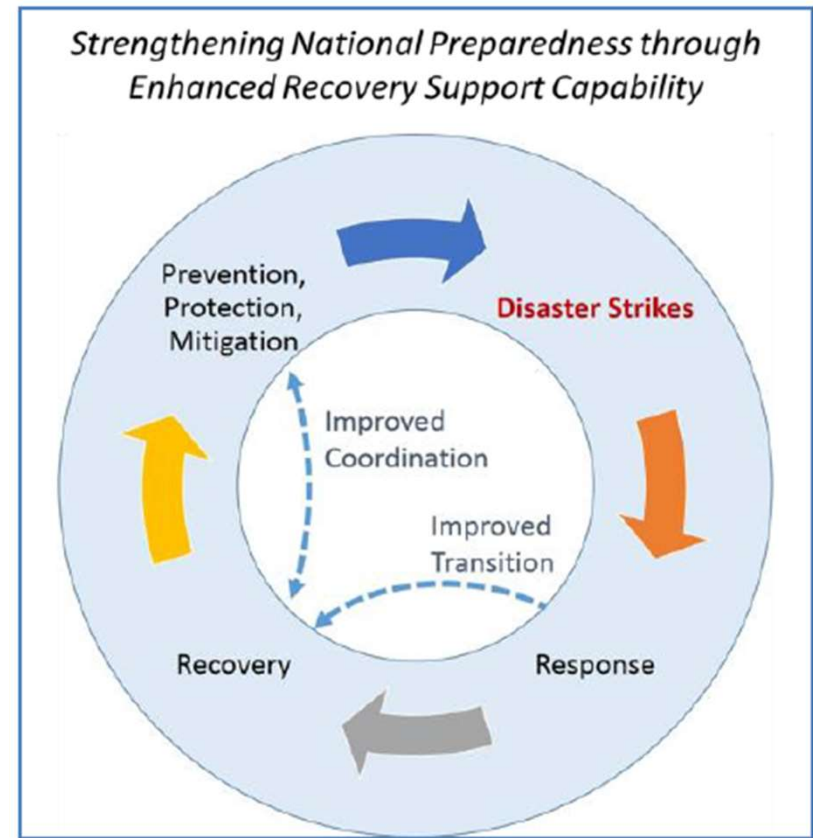 Strengthening National Preparedness through
Enhanced Recovery Support Capability
Prevention,
Protection,
Mitigation
Disaster Strikes
Improved
Coordination
Improved
Transition
Recovery
Response